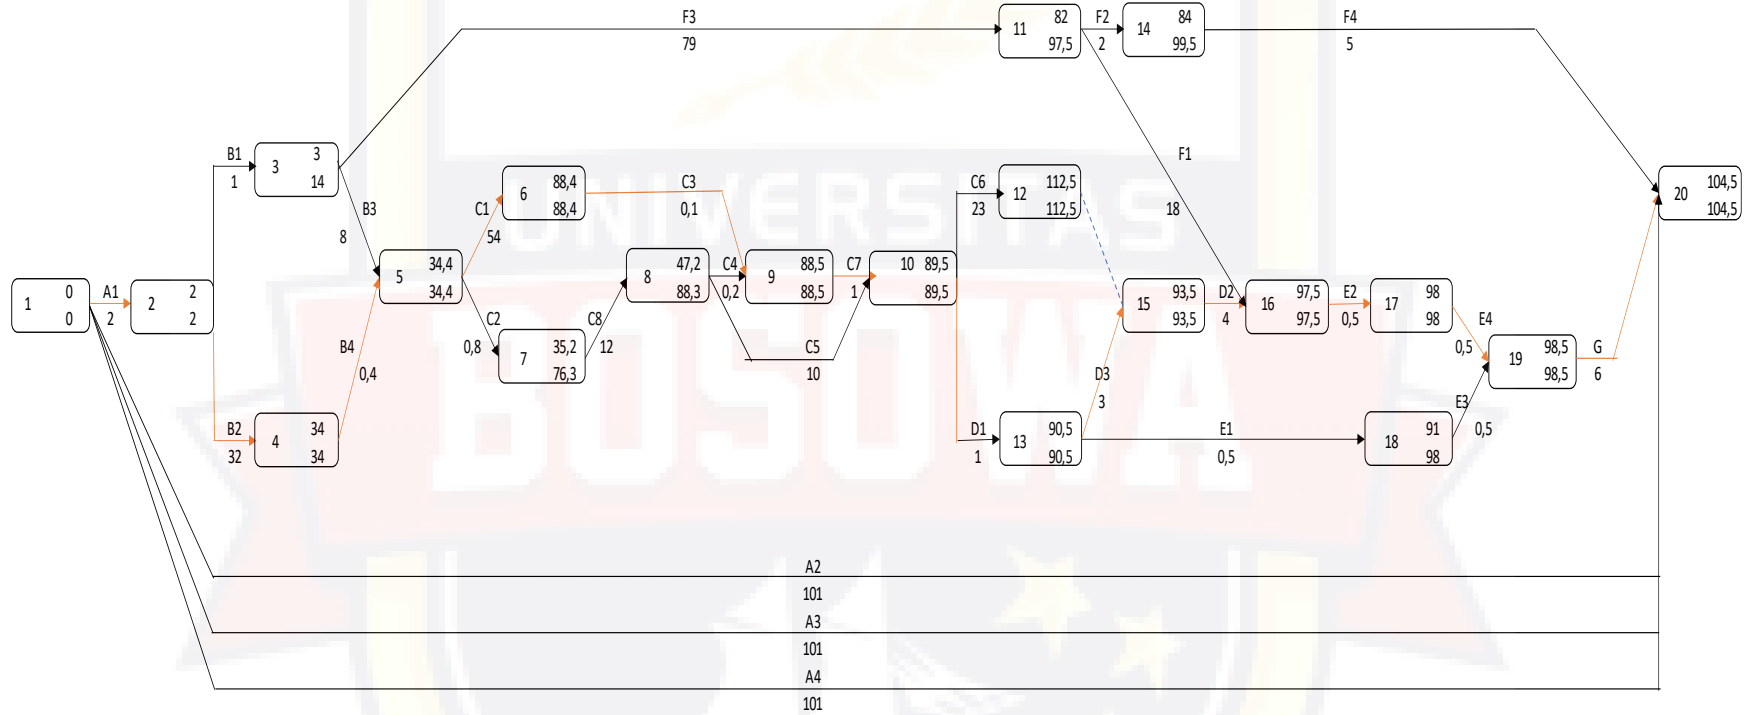 F3
79
11 82
97,5
F2
2
14 84
99,5
F4
5
B1
1
3 3
14
B3
8
C1
54
6 88,4
88,4
C3
0,1
C6
23
12 112,5
112,5
F1
18
20 104,5
104,5
1 0
0
A1
2
2 2
2
5 34,4
34,4
8 47,2
88,3
C4
0,2
9 88,5
88,5
C7
1
10 89,5
89,5
15 93,5
93,5
D2
4
16 97,5
97,5
E2
0,5
17 98
98
B4
0,4
C2
0,8
7 35,2
76,3
C8
12
C5
10
D3
3
E4
0,5
19 98,5
98,5
G
6
B2
32
4 34
34
D1
1
13 90,5
90,5
E1
0,5
18 91
98
E3
0,5
A2
101
A3
101
A4
101
UNIVERSITAS
BOSOWA